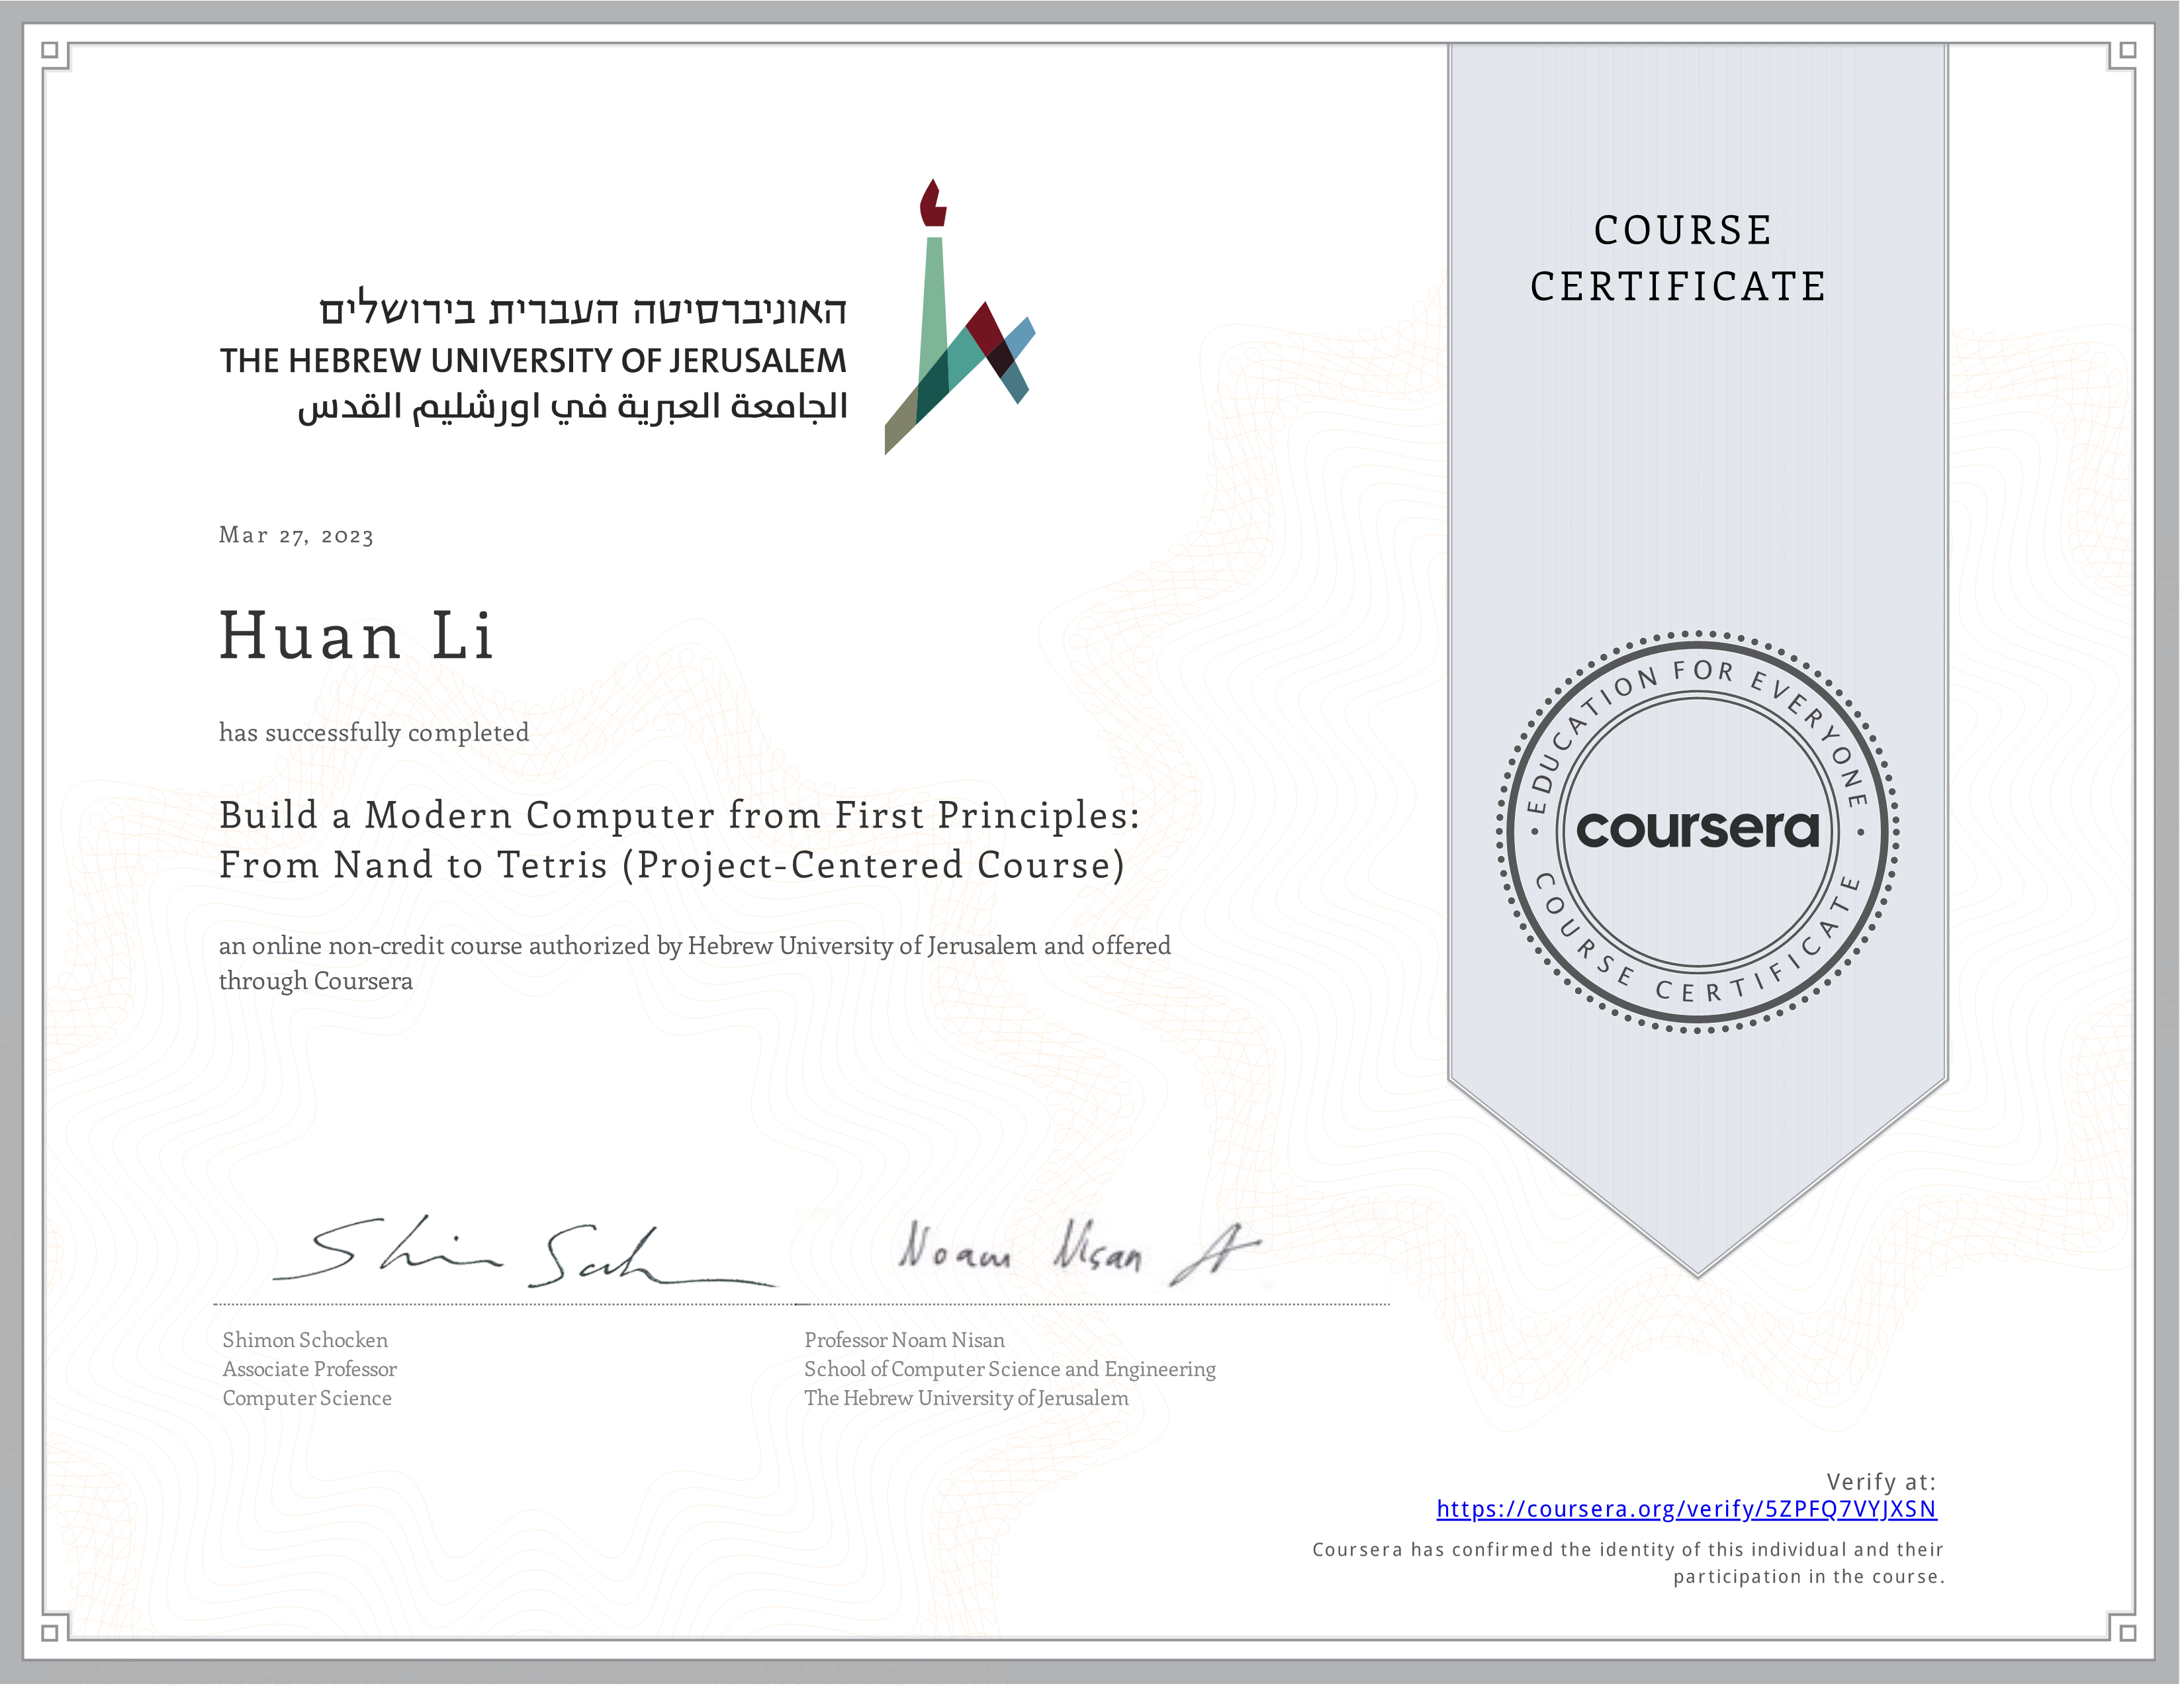 האוניברסיטה העברית בירושלים
THE HEBREW UNIVERSITY OF JERUSALEM
الجامعة العبرية في اورشليم القدس
COURSE
CERTIFICATE
Mar 27, 2023
Huan Li
has successfully completed
Build a Modern Computer from First Principles:
From Nand to Tetris (Project-Centered Course)
an online non-credit course authorized by Hebrew University of Jerusalem and offered
through Coursera
EDUCATION FOR EVERYONE
coursera
COURSE CERTIFICATE
Noam Nisan
Shimon Schocken
Associate Professor
Computer Science
Professor Noam Nisan
School of Computer Science and Engineering
The Hebrew University of Jerusalem
Verify at:
https://coursera.org/verify/5ZPFQ7VYJXSN
Coursera has confirmed the identity of this individual and their
participation in the course.